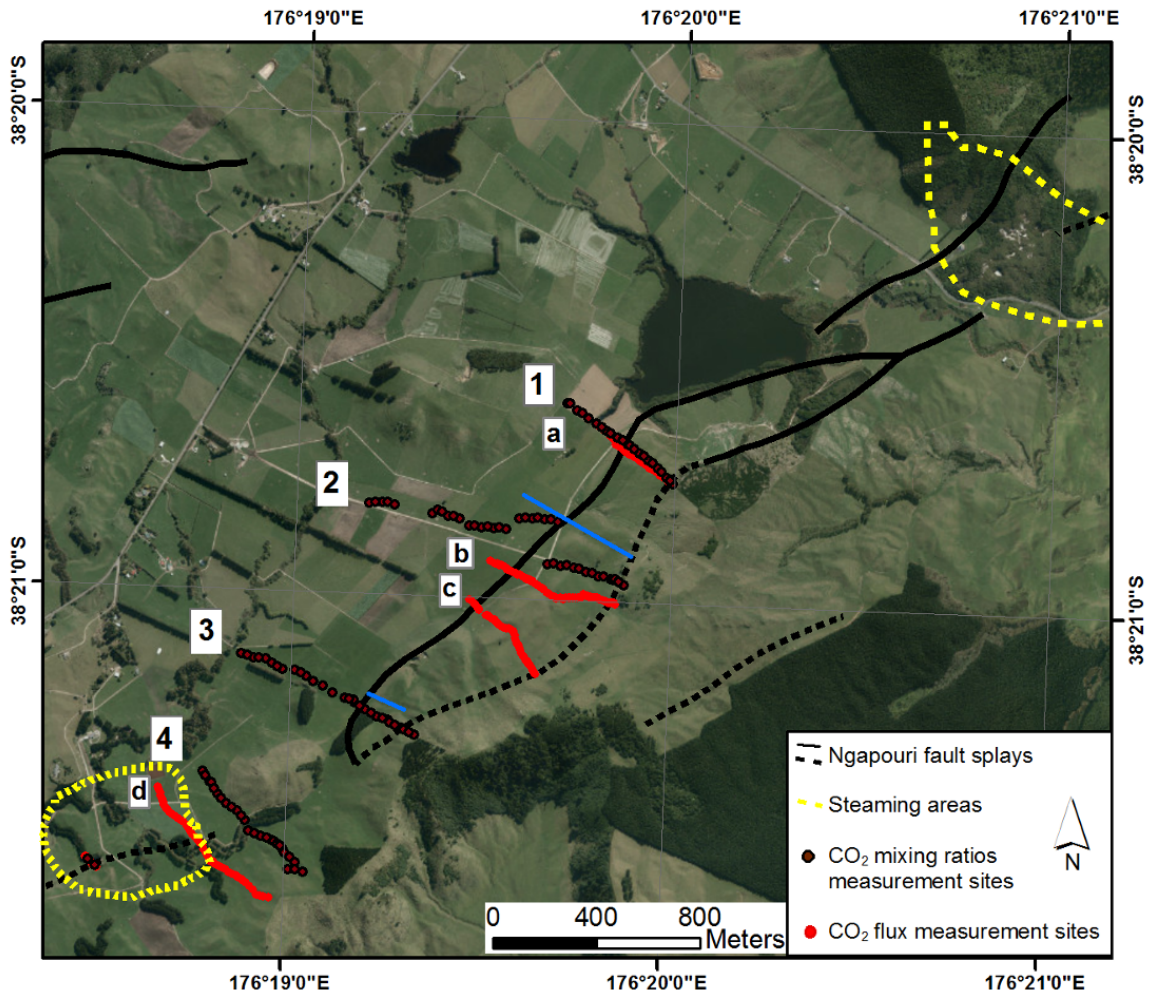 176°19'0"E 176°20'0"E 176°21'0"E
38°20'0"S
38°20'0"S
1
a
2
b
c
38°21'0"S
38°21'0"S
3
4
d
Ngapouri fault splays
Steaming areas
CO₂ mixing ratios
measurement sites
N
CO₂ flux measurement sites
0 400 800
Meters
176°19'0"E 176°20'0"E 176°21'0"E